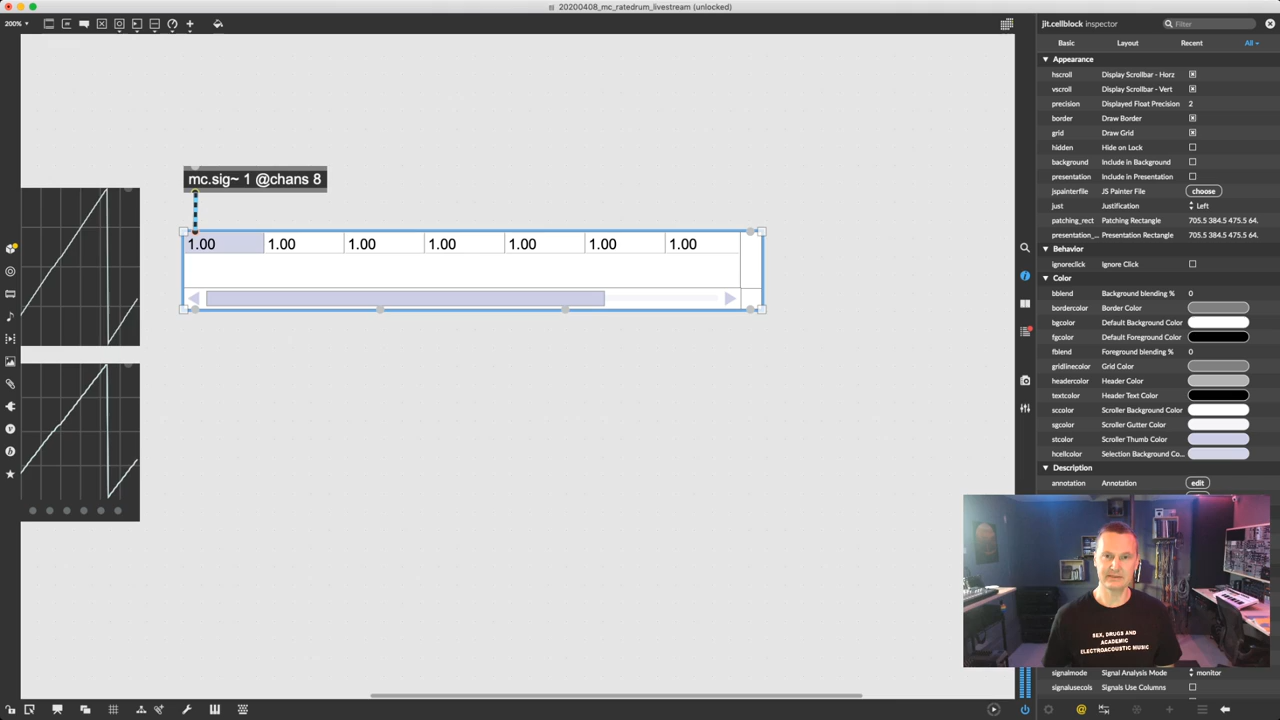 20200408_mc_ratedrum_livestream (unlocked)
200%
jit.cellblock inspector
Filter
Basic
Layout
Recent
All
Appearance
hscroll Display Scrollbar - Horz
vscroll Display Scrollbar - Vert
precision Displayed Float Precision 2
border Draw Border
grid Draw Grid
hidden Hide on Lock
background Include in Background
presentation Include in Presentation
jspainterfile JS Painter File choose
just Justification Left
patching_rect Patching Rectangle 705.5 384.5 475.5 64.
presentation_... Presentation Rectangle 705.5 384.5 475.5 64.
Behavior
ignoreclick Ignore Click
Color
bblend Background blending % 0
bordercolor Border Color
bgcolor Default Background Color
fgcolor Default Foreground Color
fblend Foreground blending % 0
gridlinecolor Grid Color
headercolor Header Color
textcolor Header Text Color
sccolor Scroller Background Color
sgcolor Scroller Gutter Color
stcolor Scroller Thumb Color
hcellcolor Selection Background Co...
Description
annotation Annotation edit
signalmode Signal Analysis Mode monitor
signalusecols Signals Use Columns
mc.sig~ 1 @chans 8
1.00 1.00 1.00 1.00 1.00 1.00 1.00
SEX, DRUGS AND
ACADEMIC
ELECTROACOUSTIC MUSIC